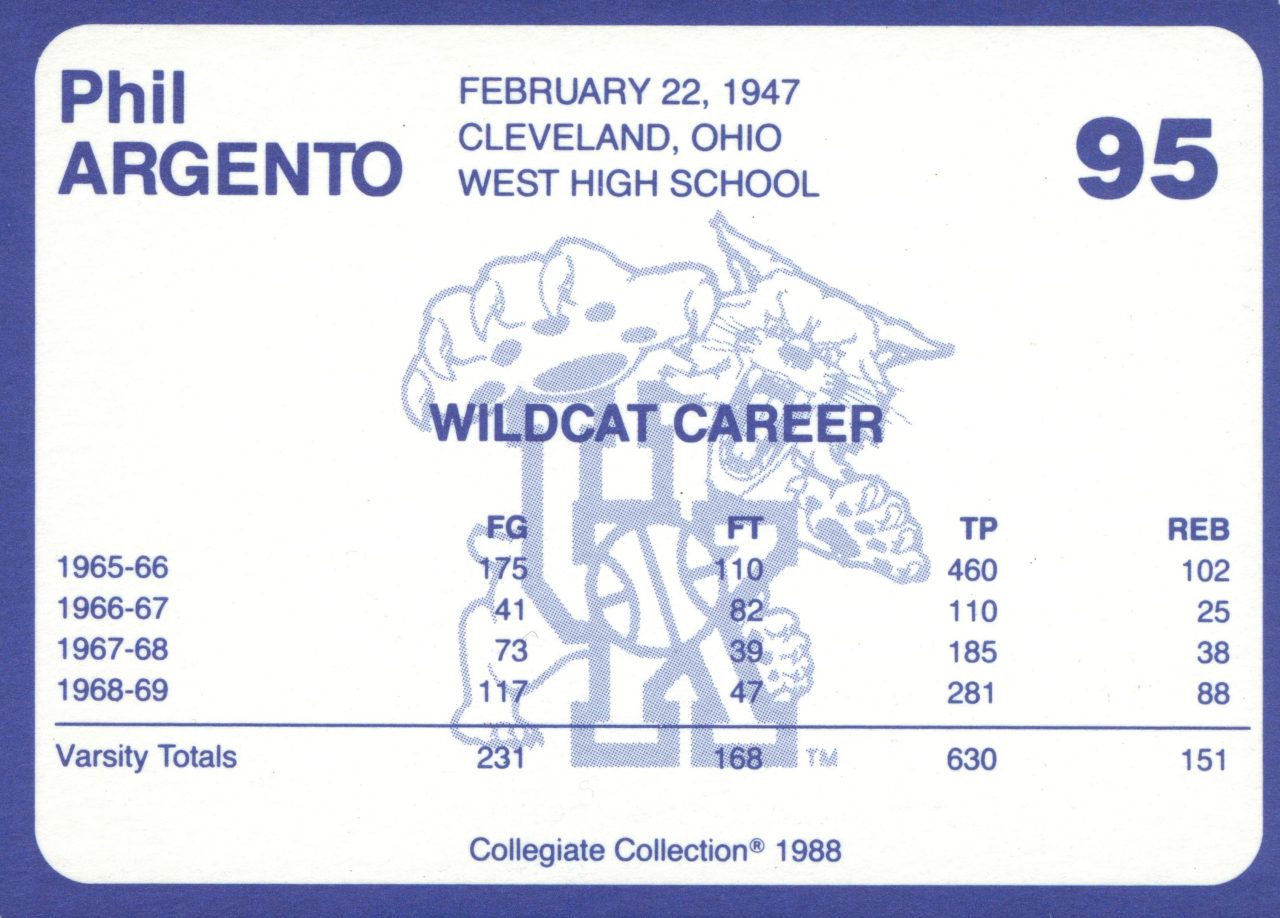 Phil
ARGENTO
FEBRUARY 22, 1947
CLEVELAND, OHIO
WEST HIGH SCHOOL
95
WILDCAT CAREER
FG FT TP REB
1965-66 175 110 460 102
1966-67 41 82 110 25
1967-68 73 39 185 38
1968-69 117 47 281 88
Varsity Totals 231 168 630 151
UK
TM
Collegiate Collection® 1988